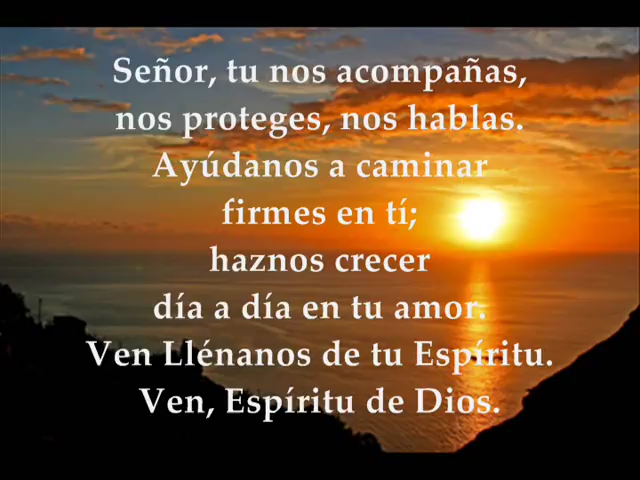 Señor, tu nos acompañas,
nos proteges, nos hablas.
Ayúdanos a caminar
firmes en tí;
haznos crecer
día a día en tu amor.
Ven Llénanos de tu Espíritu.
Ven, Espíritu de Dios.